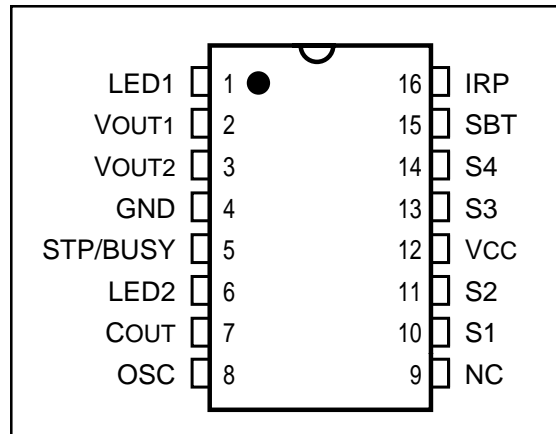 LED1 1 16 IRP
VOUT1 2 15 SBT
VOUT2 3 14 S4
GND 4 13 S3
STP/BUSY 5 12 VCC
LED2 6 11 S2
COUT 7 10 S1
OSC 8 9 NC